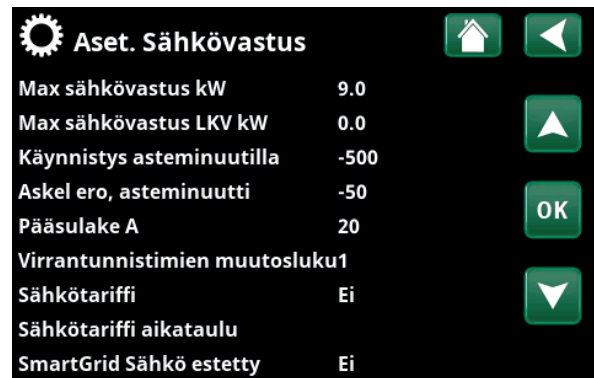 Aset. Sähkövastus
Max sähkövastus kW 9.0
Max sähkövastus LKV kW 0.0
Käynnistys asteminuutilla -500
Askel ero, asteminuutti -50
OK
Pääsulake A 20
Virrantunnistimien muutosluku1
Sähkötariffi Ei
Sähkötariffi aikataulu
SmartGrid Sähkö estetty Ei